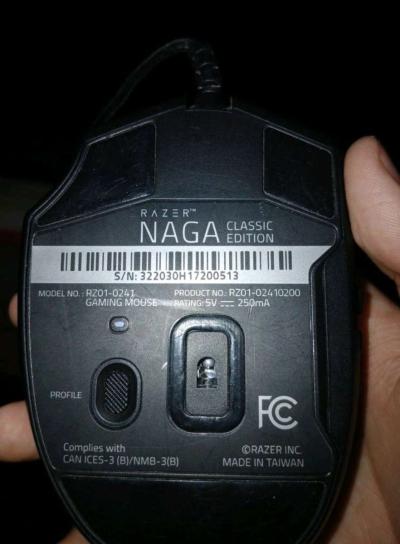 RAZER™
NAGA CLASSIC EDITION
S/N: 322030H17200513
MODEL NO.: RZ01-0241 PRODUCT NO.: RZ01-02410200
GAMING MOUSE RATING: 5V ⎓ 250mA
PROFILE
FC
Complies with ©RAZER INC.
CAN ICES-3 (B)/NMB-3(B) MADE IN TAIWAN